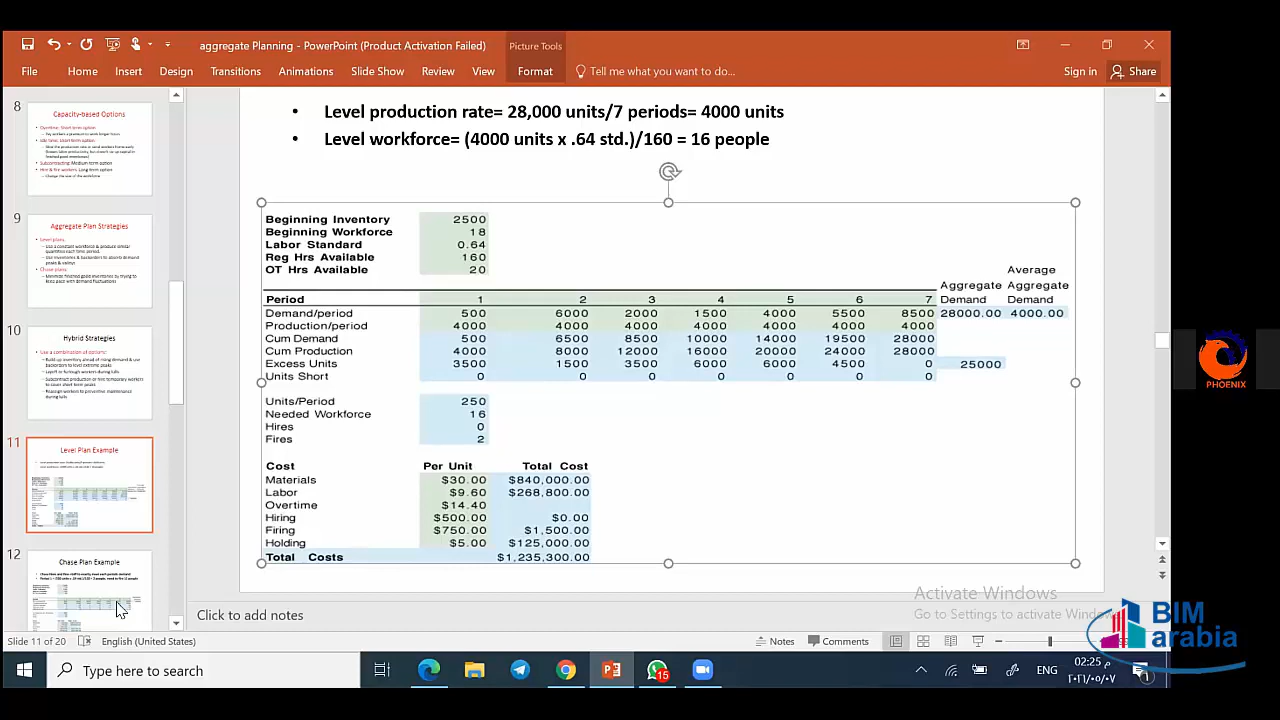 aggregate Planning - PowerPoint (Product Activation Failed)
Picture Tools
File Home Insert Design Transitions Animations Slide Show Review View Format Tell me what you want to do... Sign in Share
8
Capacity-based Options
9
Aggregate Plan Strategies
10
Hybrid Strategies
11
Level Plan Example
12
Chase Plan Example
• Level production rate= 28,000 units/7 periods= 4000 units
• Level workforce= (4000 units x .64 std.)/160 = 16 people
Beginning Inventory 2500
Beginning Workforce 18
Labor Standard 0.64
Reg Hrs Available 160
OT Hrs Available 20
Average
Aggregate Aggregate
Period 1 2 3 4 5 6 7 Demand Demand
Demand/period 500 6000 2000 1500 4000 5500 8500 28000.00 4000.00
Production/period 4000 4000 4000 4000 4000 4000 4000
Cum Demand 500 6500 8500 10000 14000 19500 28000
Cum Production 4000 8000 12000 16000 20000 24000 28000
Excess Units 3500 1500 3500 6000 6000 4500 0 25000
Units Short 0 0 0 0 0 0 0
Units/Period 250
Needed Workforce 16
Hires 0
Fires 2
Cost Per Unit Total Cost
Materials $30.00 $840,000.00
Labor $9.60 $268,800.00
Overtime $14.40
Hiring $500.00 $0.00
Firing $750.00 $1,500.00
Holding $5.00 $125,000.00
Total Costs $1,235,300.00
PHOENIX
Activate Windows
Go to Settings to activate Windows
BIM
arabia
Click to add notes
Slide 11 of 20 English (United States) Notes Comments
Type here to search
15
ENG
02:25 م
٢٠٢١/٠٥/٠٧
1